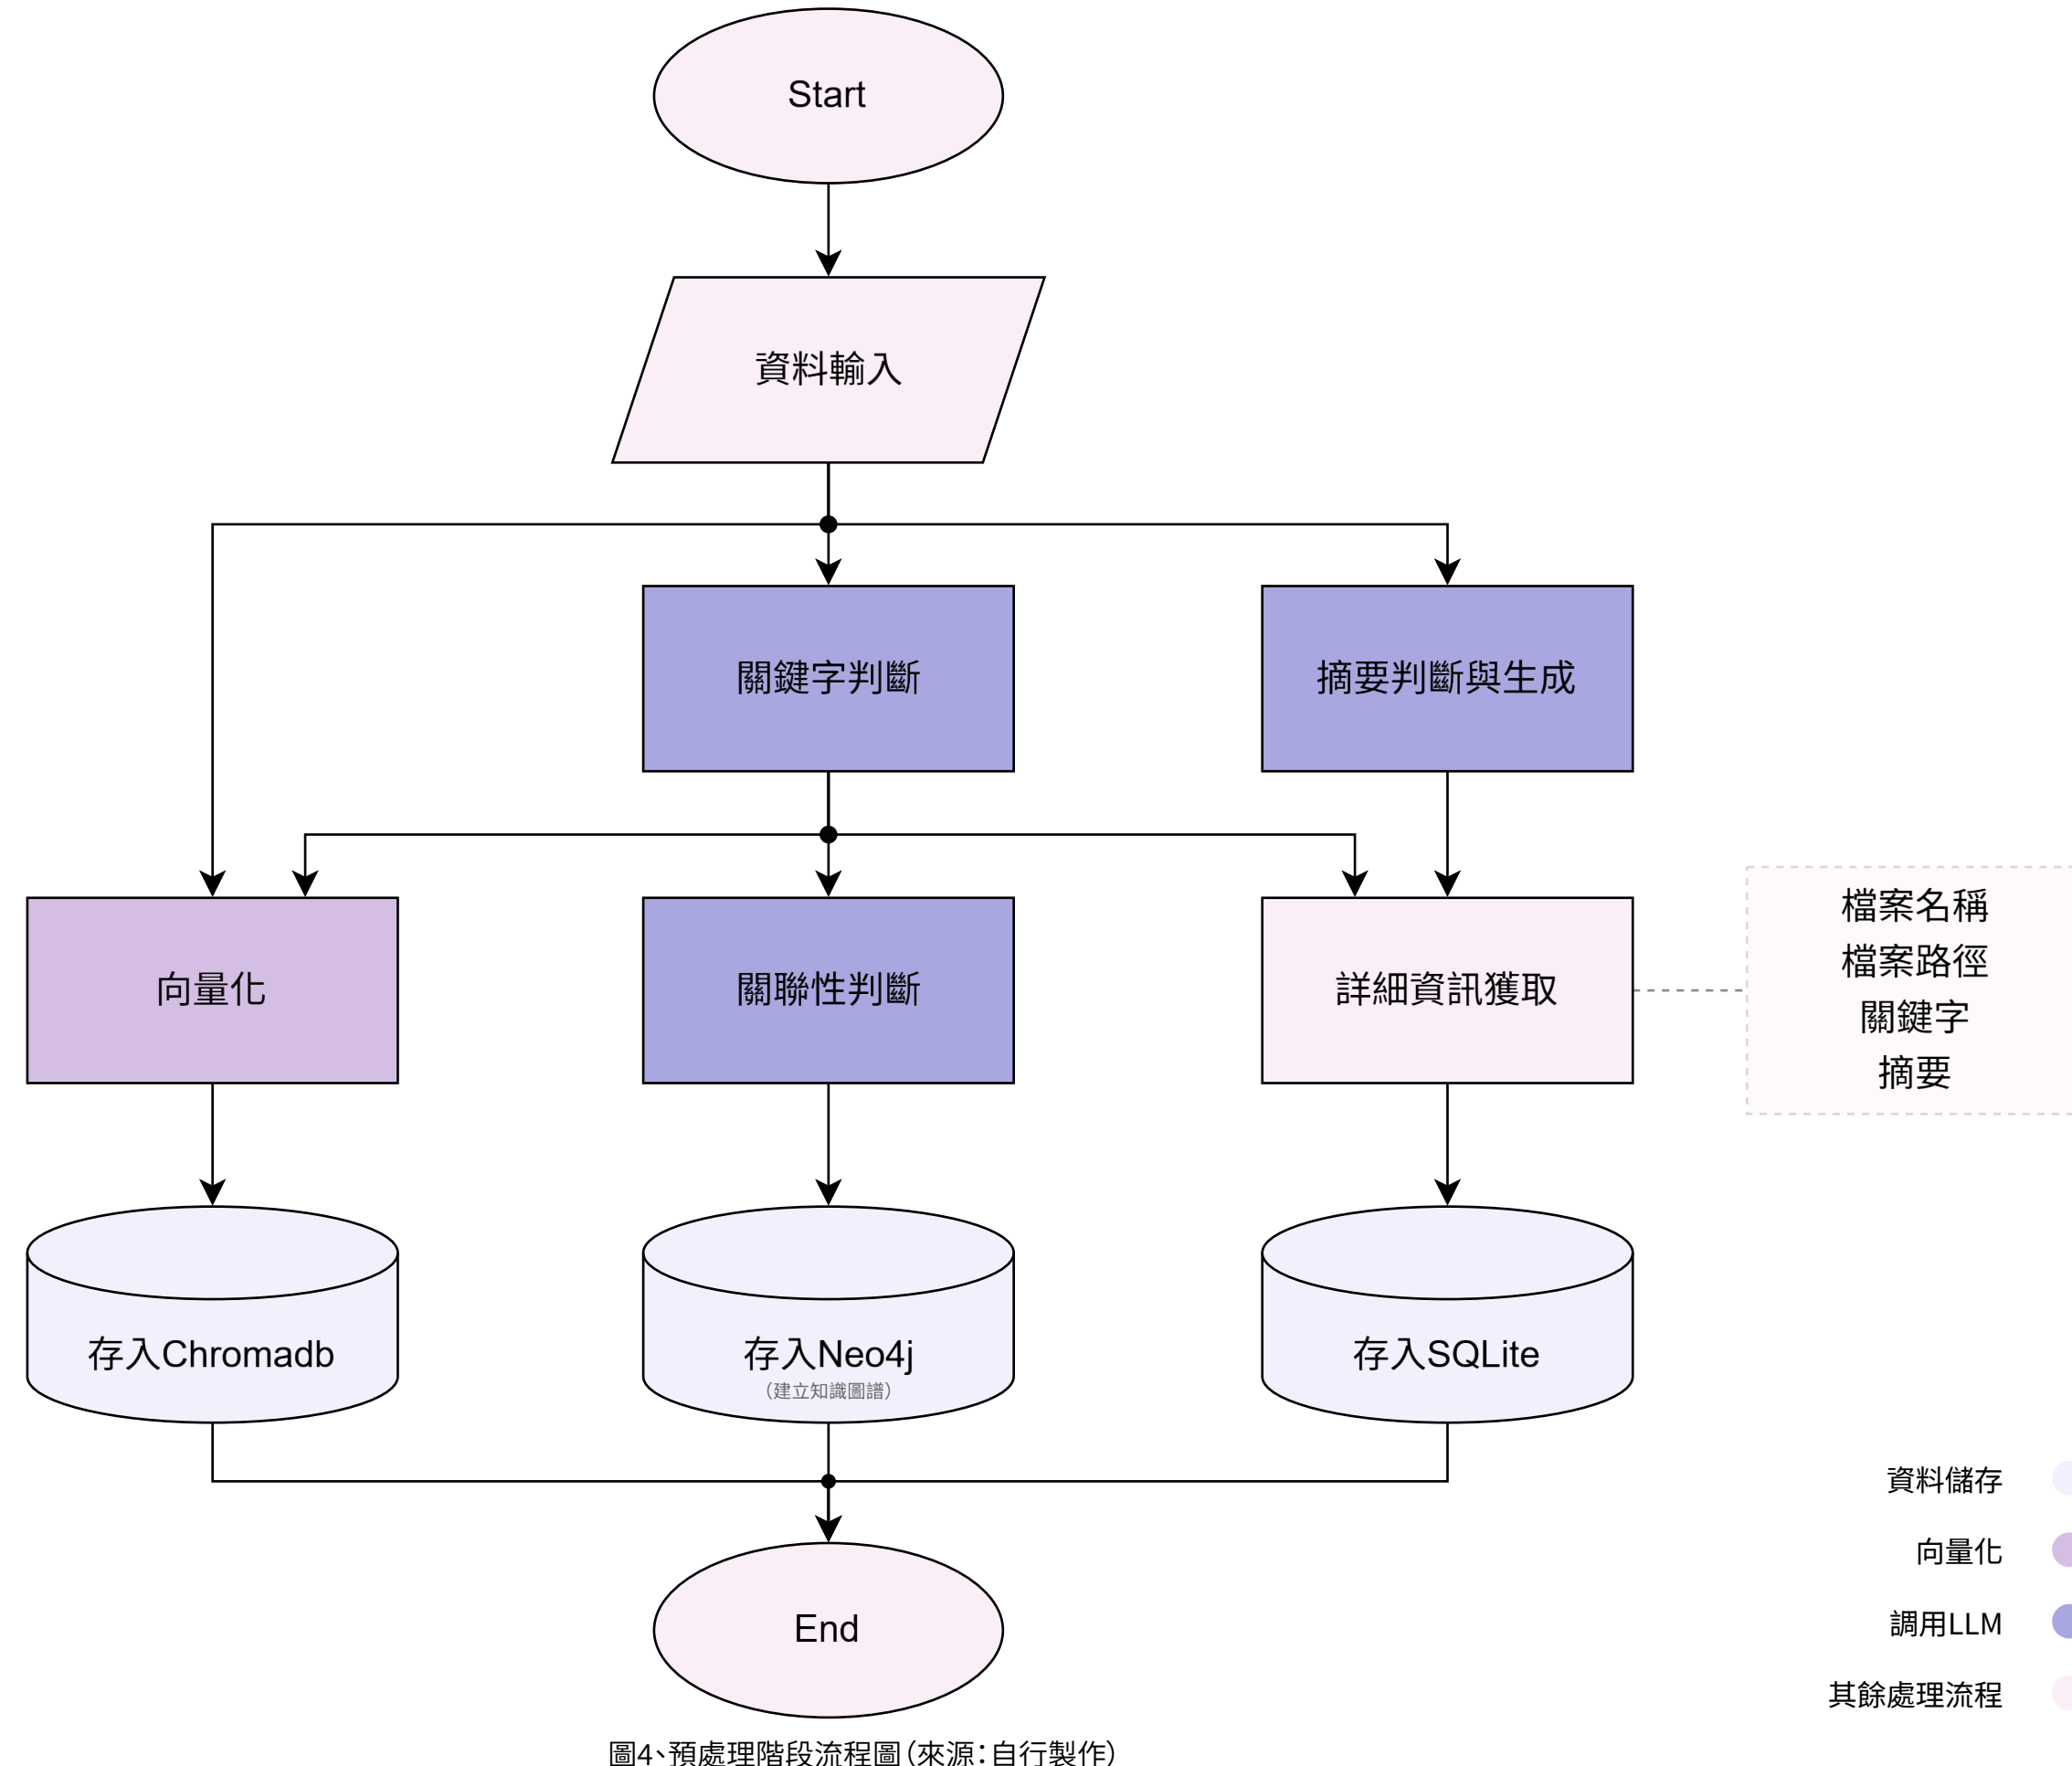 Start
資料輸入
關鍵字判斷
摘要判斷與生成
向量化
關聯性判斷
詳細資訊獲取
檔案名稱
檔案路徑
關鍵字
摘要
存入Chromadb
存入Neo4j
（建立知識圖譜）
存入SQLite
資料儲存
向量化
調用LLM
其餘處理流程
End
圖4、預處理階段流程圖（來源：自行製作）